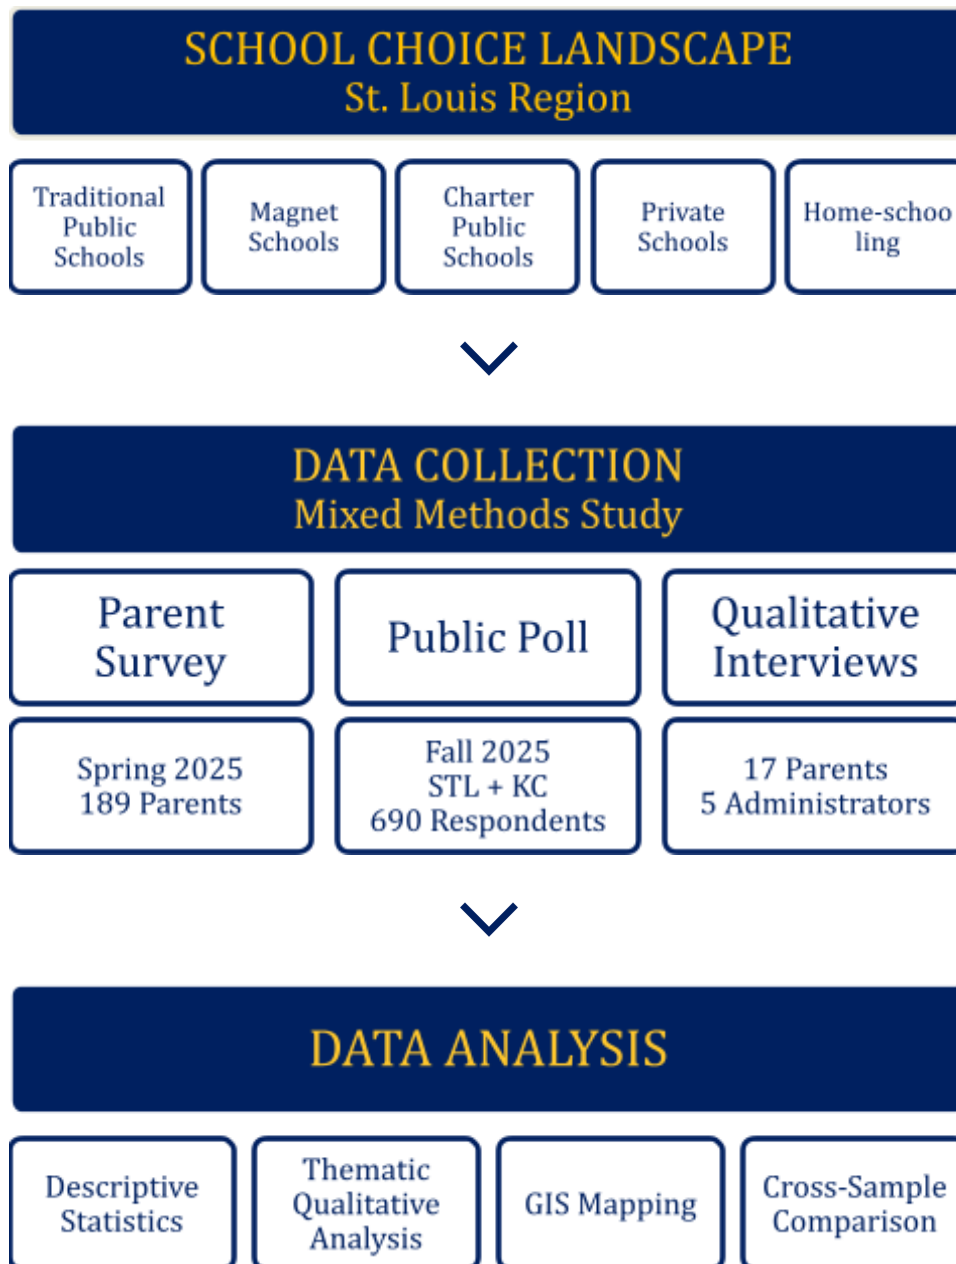 SCHOOL CHOICE LANDSCAPE
St. Louis Region
Traditional
Public
Schools
Magnet
Schools
Charter
Public
Schools
Private
Schools
Home-schoo
ling
DATA COLLECTION
Mixed Methods Study
Parent
Survey
Public Poll
Qualitative
Interviews
Spring 2025
189 Parents
Fall 2025
STL + KC
690 Respondents
17 Parents
5 Administrators
DATA ANALYSIS
Descriptive
Statistics
Thematic
Qualitative
Analysis
GIS Mapping
Cross-Sample
Comparison